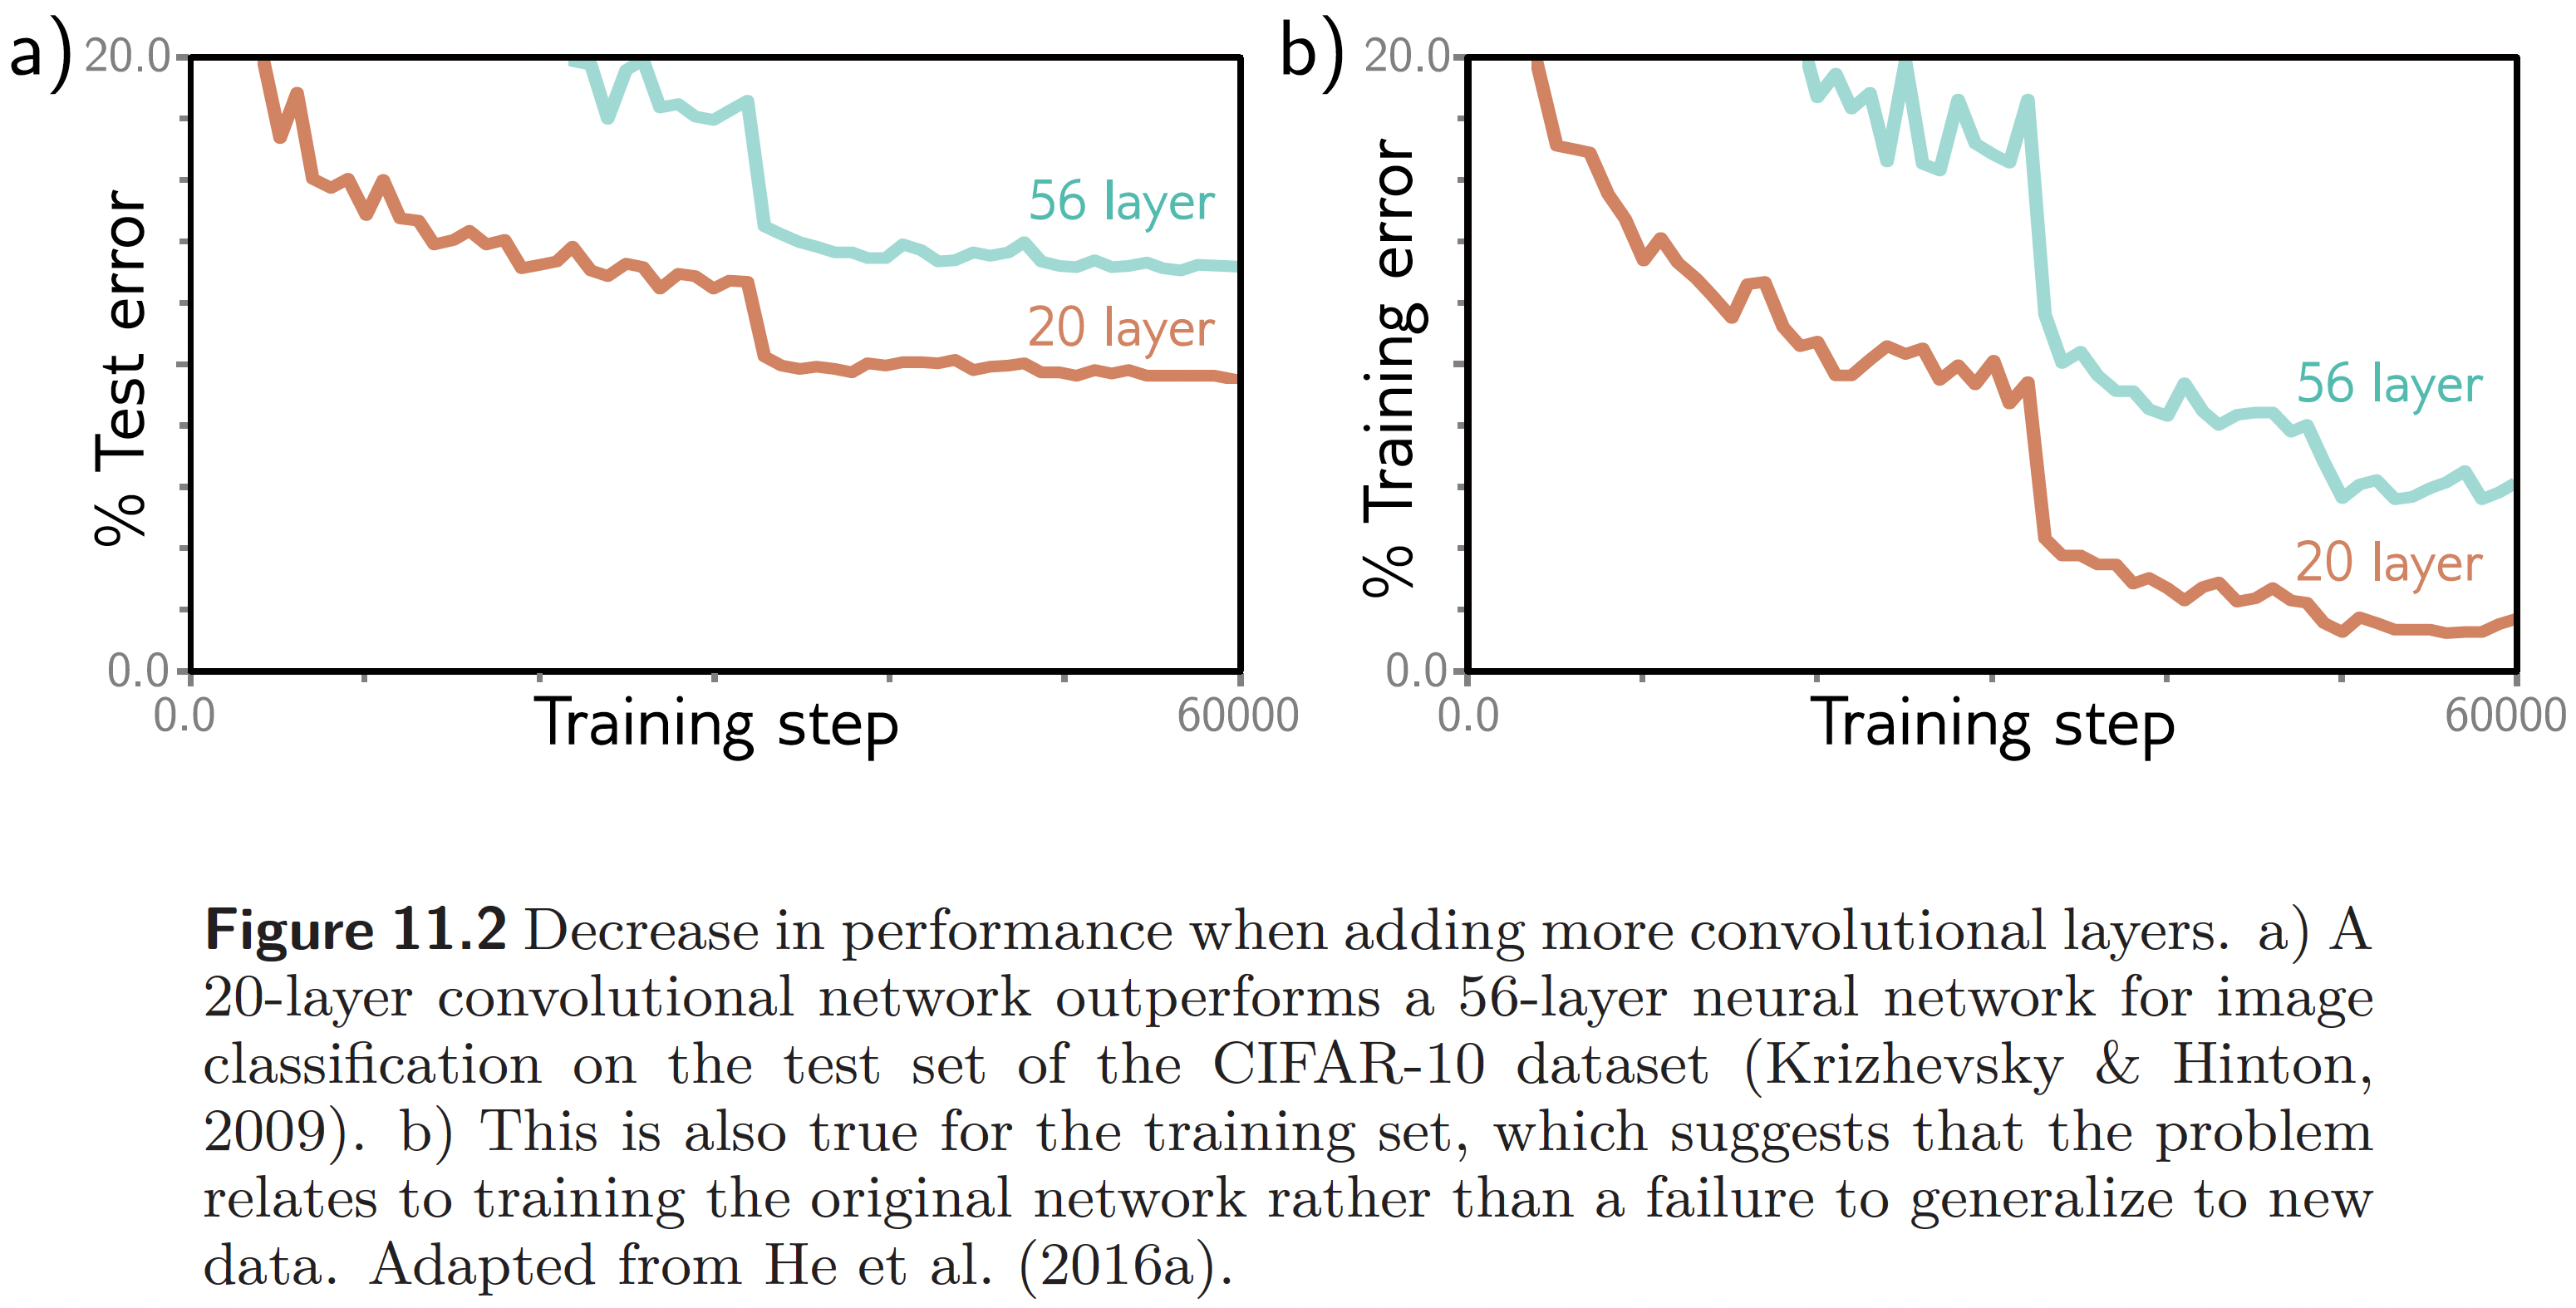 a)
20.0
% Test error
56 layer
20 layer
0.0
0.0
Training step
60000
b)
20.0
% Training error
56 layer
20 layer
0.0
0.0
Training step
60000
Figure 11.2 Decrease in performance when adding more convolutional layers. a) A
20-layer convolutional network outperforms a 56-layer neural network for image
classification on the test set of the CIFAR-10 dataset (Krizhevsky & Hinton,
2009). b) This is also true for the training set, which suggests that the problem
relates to training the original network rather than a failure to generalize to new
data. Adapted from He et al. (2016a).